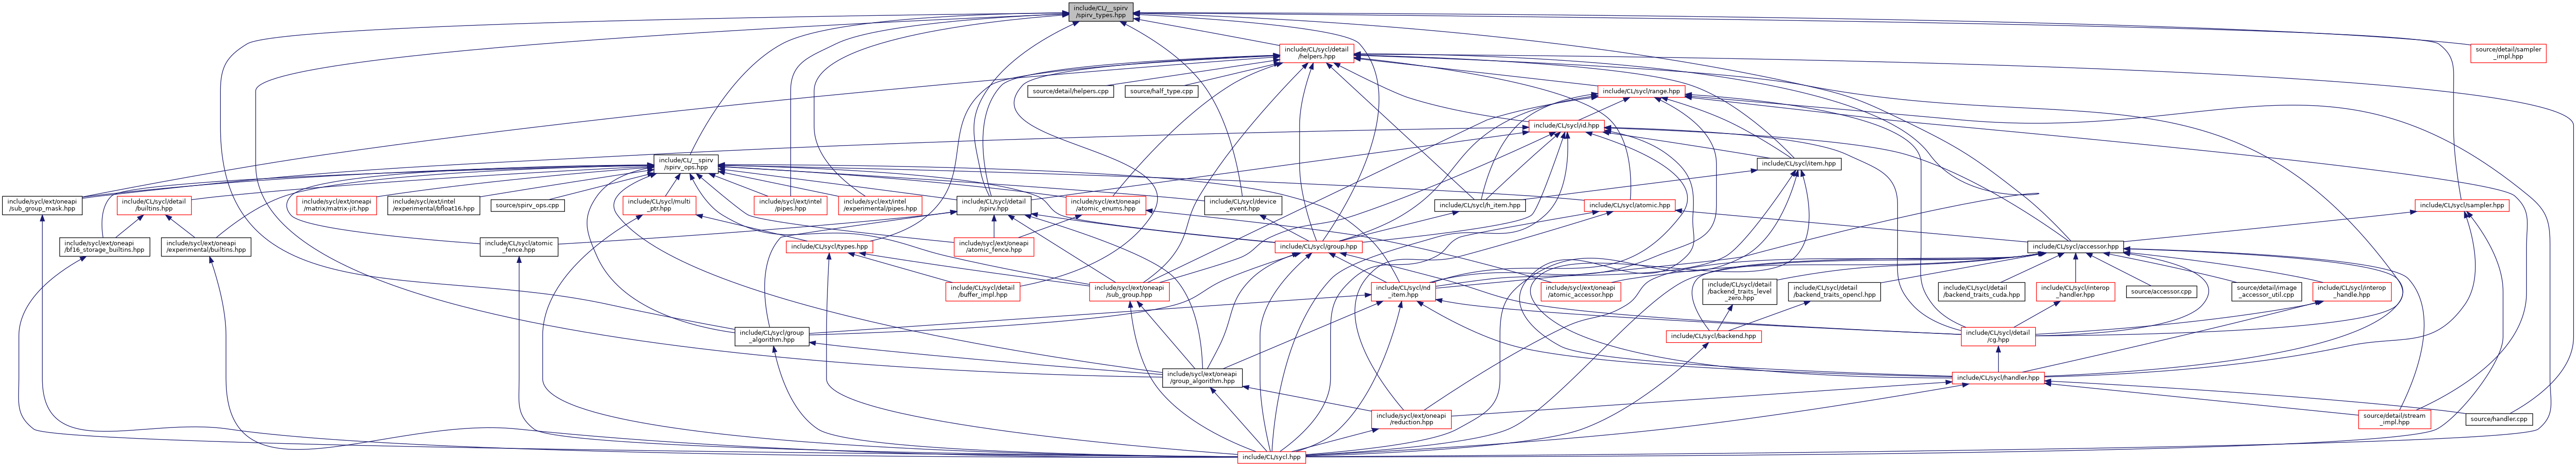 include/CL/__spirv
/spirv_types.hpp
include/CL/sycl/detail
/helpers.hpp
source/detail/sampler
_impl.hpp
source/detail/helpers.cpp
source/half_type.cpp
include/CL/sycl/range.hpp
include/CL/sycl/id.hpp
include/CL/__spirv
/spirv_ops.hpp
include/CL/sycl/item.hpp
include/sycl/ext/oneapi
/sub_group_mask.hpp
include/CL/sycl/detail
/builtins.hpp
include/sycl/ext/oneapi
/matrix/matrix-jit.hpp
include/sycl/ext/intel
/experimental/bfloat16.hpp
source/spirv_ops.cpp
include/CL/sycl/multi
_ptr.hpp
include/sycl/ext/intel
/pipes.hpp
include/sycl/ext/intel
/experimental/pipes.hpp
include/CL/sycl/detail
/spirv.hpp
include/sycl/ext/oneapi
/atomic_enums.hpp
include/CL/sycl/device
_event.hpp
include/CL/sycl/h_item.hpp
include/CL/sycl/atomic.hpp
include/CL/sycl/sampler.hpp
include/sycl/ext/oneapi
/bf16_storage_builtins.hpp
include/sycl/ext/oneapi
/experimental/builtins.hpp
include/CL/sycl/atomic
_fence.hpp
include/CL/sycl/types.hpp
include/sycl/ext/oneapi
/atomic_fence.hpp
include/CL/sycl/group.hpp
include/CL/sycl/accessor.hpp
include/CL/sycl/detail
/buffer_impl.hpp
include/sycl/ext/oneapi
/sub_group.hpp
include/CL/sycl/nd
_item.hpp
include/sycl/ext/oneapi
/atomic_accessor.hpp
include/CL/sycl/detail
/backend_traits_level
_zero.hpp
include/CL/sycl/detail
/backend_traits_opencl.hpp
include/CL/sycl/detail
/backend_traits_cuda.hpp
include/CL/sycl/interop
_handler.hpp
source/accessor.cpp
source/detail/image
_accessor_util.cpp
include/CL/sycl/interop
_handle.hpp
include/CL/sycl/group
_algorithm.hpp
include/CL/sycl/backend.hpp
include/CL/sycl/detail
/cg.hpp
include/sycl/ext/oneapi
/group_algorithm.hpp
include/CL/sycl/handler.hpp
include/sycl/ext/oneapi
/reduction.hpp
source/detail/stream
_impl.hpp
source/handler.cpp
include/CL/sycl.hpp